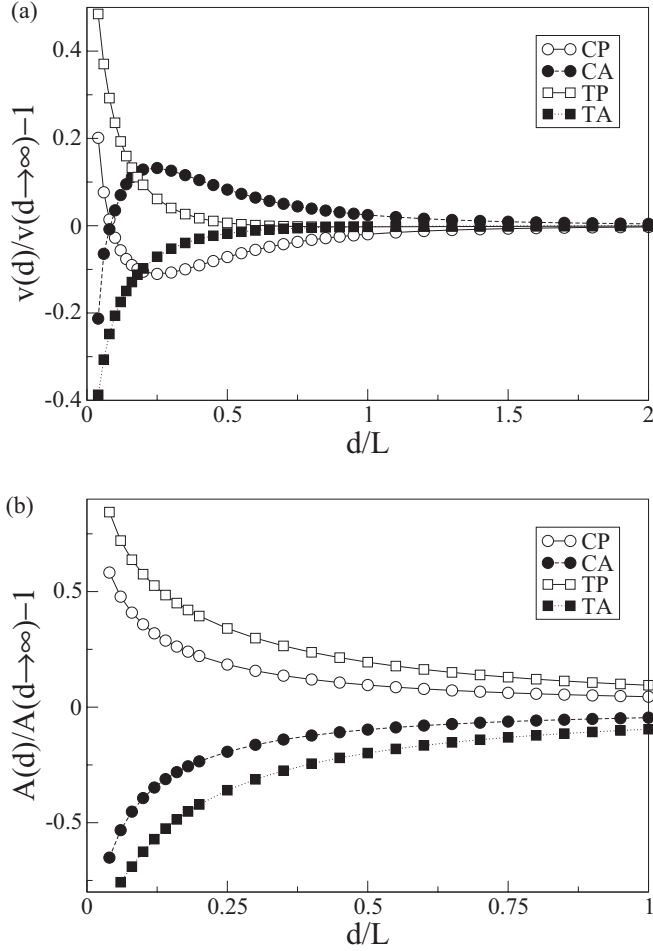 (a)
0.4
0.2
0
-0.2
-0.4
v(d)/v(d→∞)−1
CP
CA
TP
TA
0 0.5 1 1.5 2
d/L
(b)
0.5
0
-0.5
A(d)/A(d→∞)−1
CP
CA
TP
TA
0 0.25 0.5 0.75 1
d/L